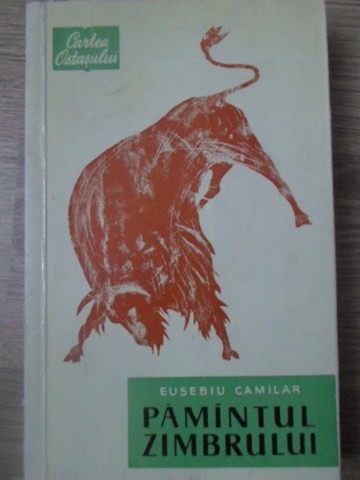 Cartea
Ostașului
EUSEBIU CAMILAR
PĂMÎNTUL
ZIMBRULUI